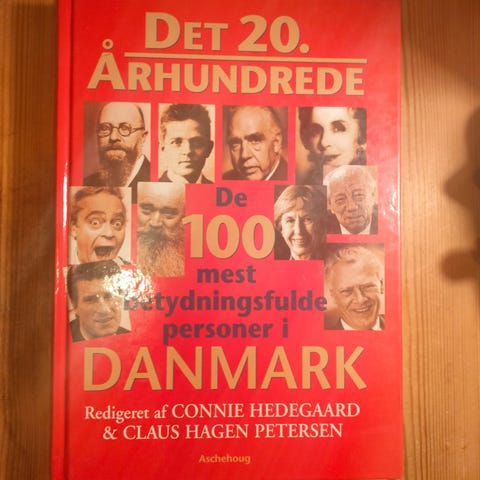 DET 20.
ÅRHUNDREDE
De
100
mest
betydningsfulde
personer i
DANMARK
Redigeret af CONNIE HEDEGAARD
& CLAUS HAGEN PETERSEN
Aschehoug